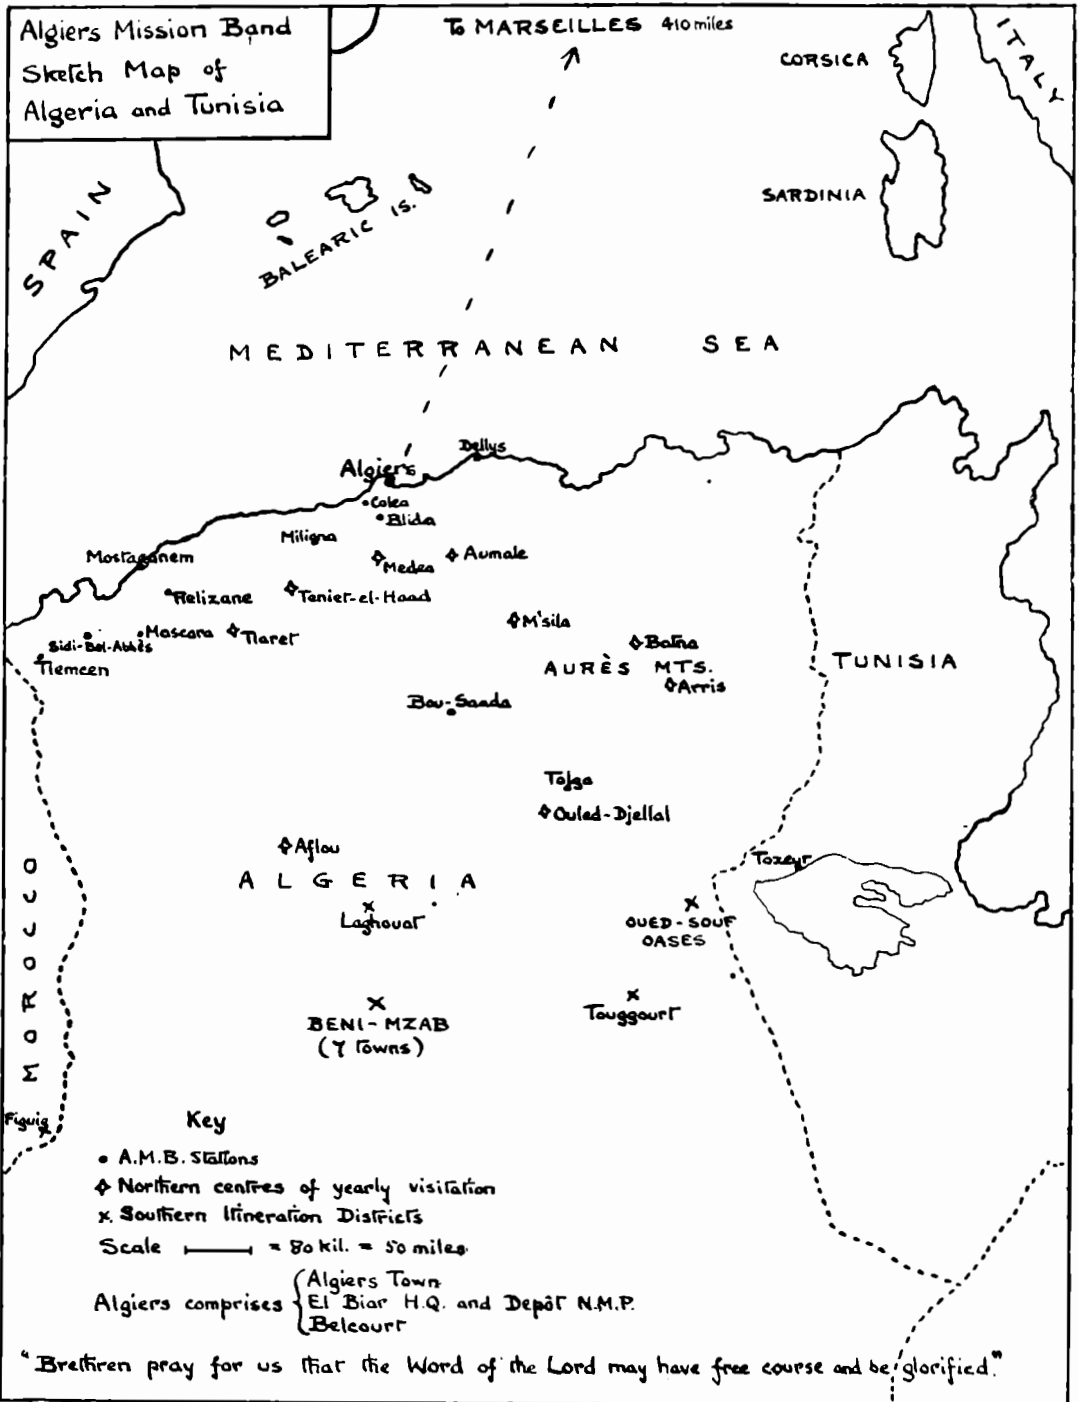 Algiers Mission Band
Sketch Map of
Algeria and Tunisia
To MARSEILLES 410 miles
CORSICA
ITALY
SARDINIA
SPAIN
BALEARIC IS.
MEDITERRANEAN SEA
Dellys
Algiers
Colea
Blida
Miligna
Mostaganem
Medea
Aumale
Relizane
Teniet-el-Haad
M'sila
Mascara
Tiaret
Sidi-Bel-Abbès
Tlemcen
Batna
AURÈS MTS.
Arris
TUNISIA
Bou-Saada
Tolga
Ouled-Djellal
Aflou
Tozeur
ALGERIA
Laghouat
OUED-SOUF
OASES
MOROCCO
BENI-MZAB
(7 Towns)
Touggourt
Figuig
Key
• A.M.B. Stations
⟡ Northern centres of yearly visitation
x Southern Itineration Districts
Scale = 80 kil. = 50 miles.
Algiers comprises { Algiers Town
El Biar H.Q. and Depôt N.M.P.
Belcourt
"Brethren pray for us that the Word of the Lord may have free course and be glorified."